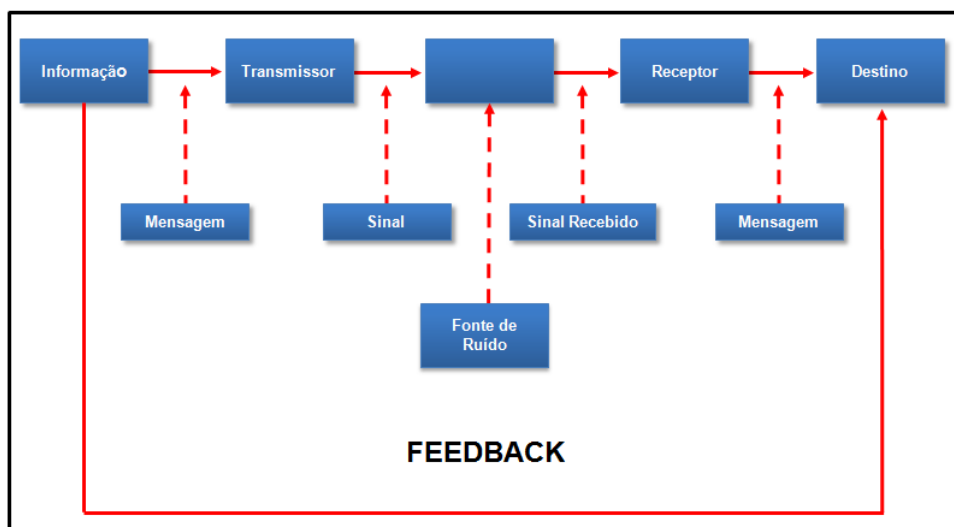 Informação
Transmissor
Receptor
Destino
Mensagem
Sinal
Sinal Recebido
Mensagem
Fonte de
Ruído
FEEDBACK